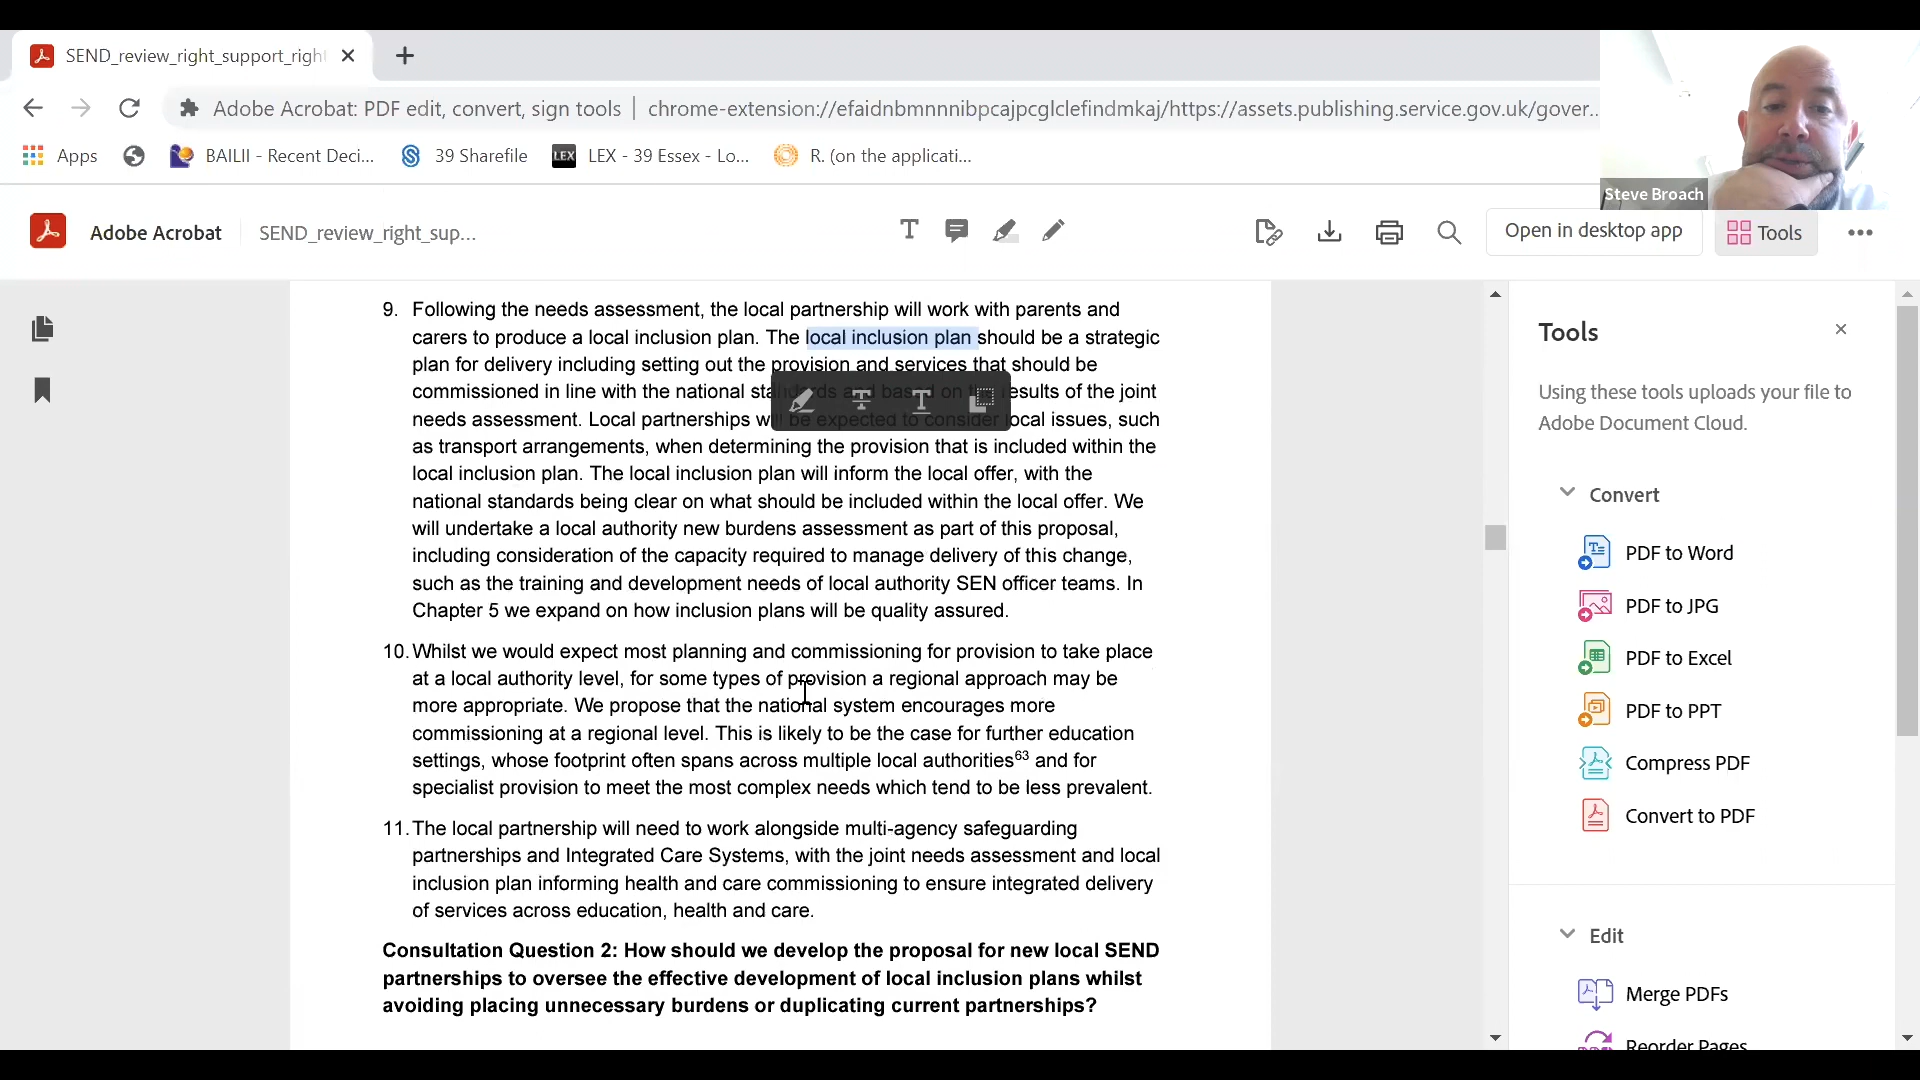 SEND_review_right_support_righ
Adobe Acrobat: PDF edit, convert, sign tools | chrome-extension://efaidnbmnnnibpcajpcglclefindmkaj/https://assets.publishing.service.gov.uk/gover...
Apps
BAILII - Recent Deci...
39 Sharefile
LEX
LEX - 39 Essex - Lo...
R. (on the applicati...
Steve Broach
Adobe Acrobat
SEND_review_right_sup...
Open in desktop app
Tools
9. Following the needs assessment, the local partnership will work with parents and
carers to produce a local inclusion plan. The local inclusion plan should be a strategic
plan for delivery including setting out the provision and services that should be
commissioned in line with the national standards and based on the results of the joint
needs assessment. Local partnerships will be expected to consider local issues, such
as transport arrangements, when determining the provision that is included within the
local inclusion plan. The local inclusion plan will inform the local offer, with the
national standards being clear on what should be included within the local offer. We
will undertake a local authority new burdens assessment as part of this proposal,
including consideration of the capacity required to manage delivery of this change,
such as the training and development needs of local authority SEN officer teams. In
Chapter 5 we expand on how inclusion plans will be quality assured.
10. Whilst we would expect most planning and commissioning for provision to take place
at a local authority level, for some types of provision a regional approach may be
more appropriate. We propose that the national system encourages more
commissioning at a regional level. This is likely to be the case for further education
settings, whose footprint often spans across multiple local authorities63 and for
specialist provision to meet the most complex needs which tend to be less prevalent.
11. The local partnership will need to work alongside multi-agency safeguarding
partnerships and Integrated Care Systems, with the joint needs assessment and local
inclusion plan informing health and care commissioning to ensure integrated delivery
of services across education, health and care.
Consultation Question 2: How should we develop the proposal for new local SEND
partnerships to oversee the effective development of local inclusion plans whilst
avoiding placing unnecessary burdens or duplicating current partnerships?
Tools
Using these tools uploads your file to
Adobe Document Cloud.
Convert
PDF to Word
PDF to JPG
PDF to Excel
PDF to PPT
Compress PDF
Convert to PDF
Edit
Merge PDFs
Reorder Pages